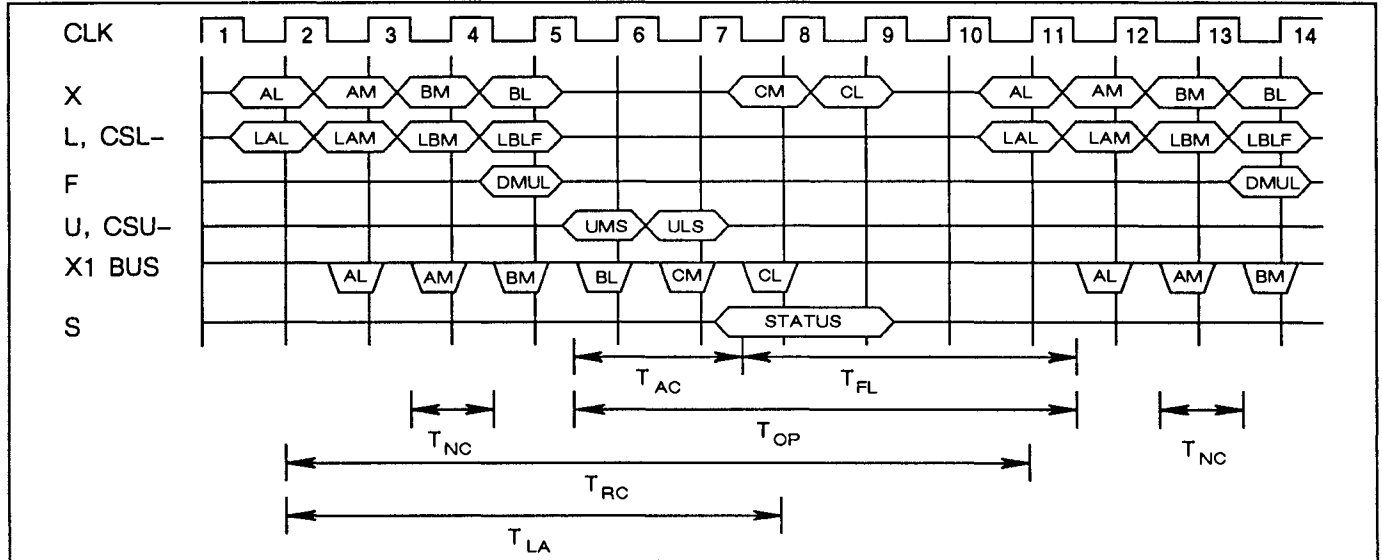 CLK 1 2 3 4 5 6 7 8 9 10 11 12 13 14
X AL AM BM BL CM CL AL AM BM BL
L, CSL- LAL LAM LBM LBLF LAL LAM LBM LBLF
F DMUL DMUL
U, CSU- UMS ULS
X1 BUS AL AM BM BL CM CL AL AM BM
S STATUS
T AC T FL
T NC T OP T NC
T RC
T LA